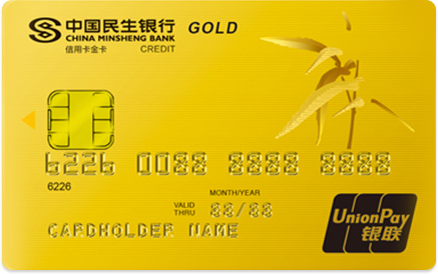 中国民生银行 GOLD
CHINA MINSHENG BANK
信用卡金卡 CREDIT
6226 0088 8888 8888
6226
MONTH/YEAR
VALID THRU 88/88
CARDHOLDER NAME
UnionPay
银联